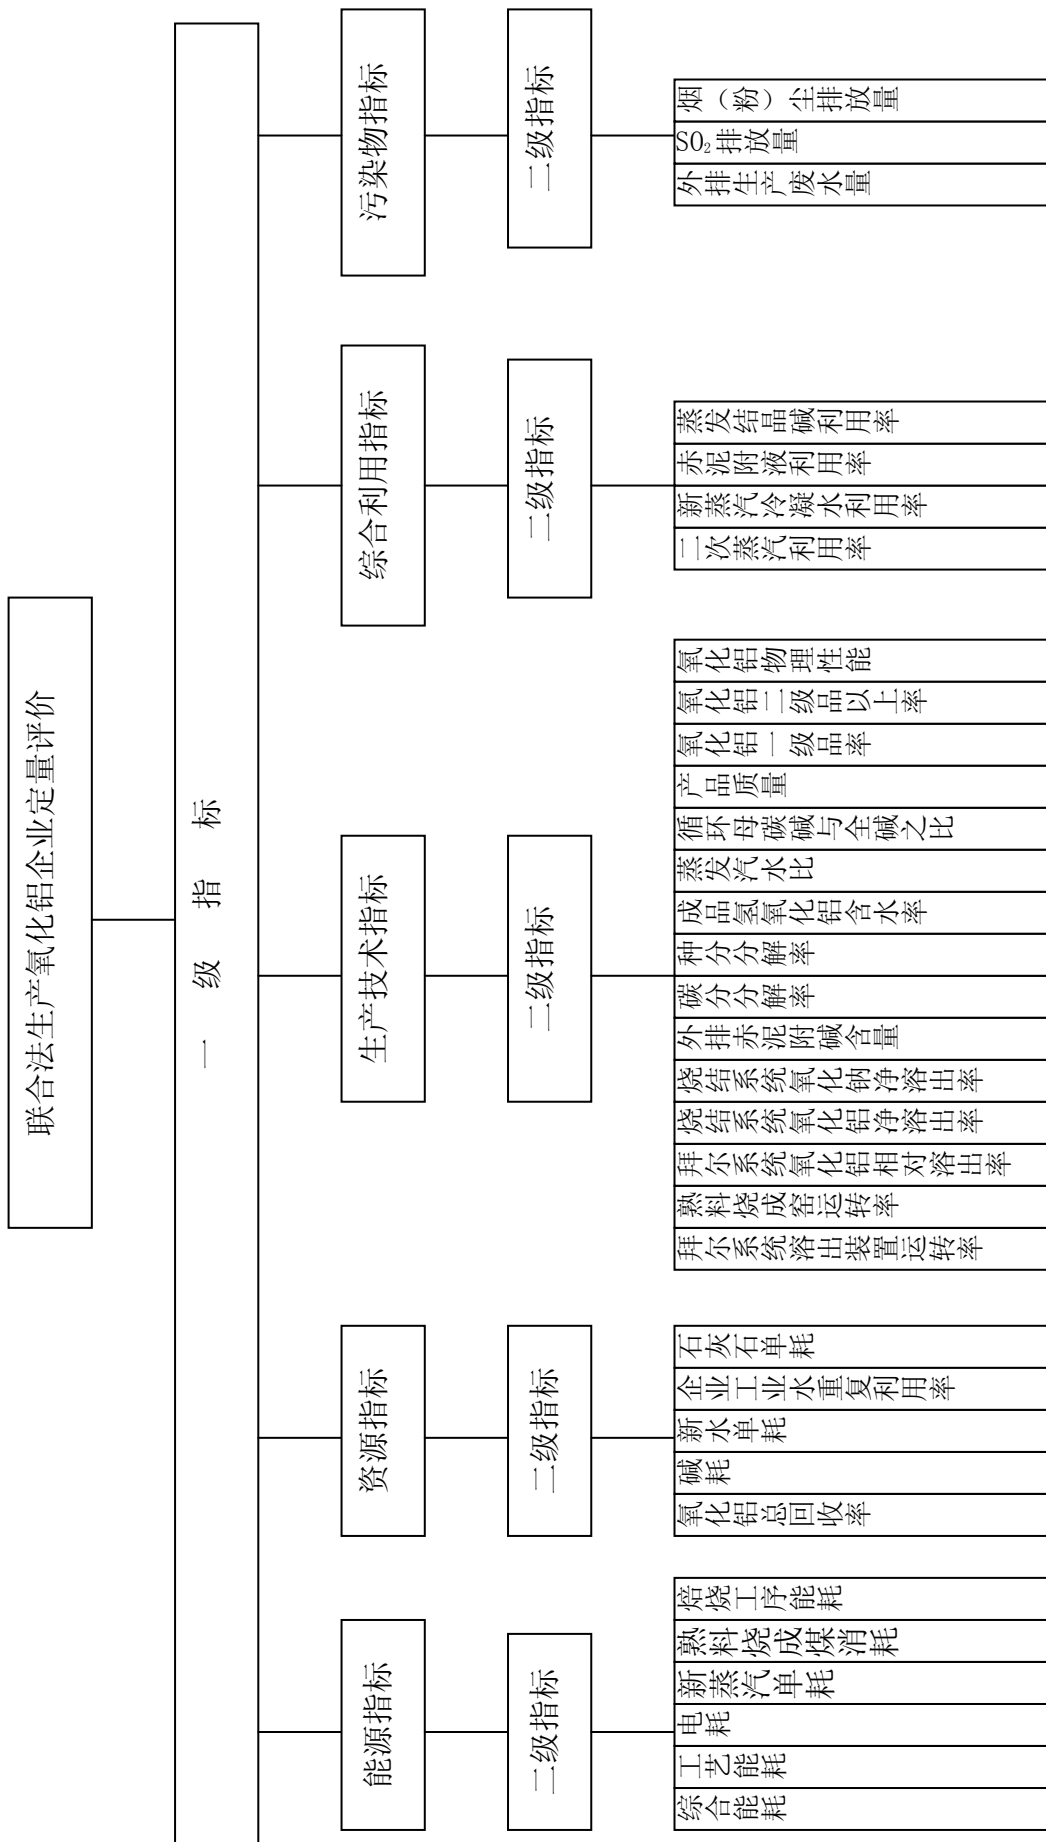 联合法生产氧化铝企业定量评价
一级指标
能源指标
资源指标
生产技术指标
综合利用指标
污染物指标
二级指标
二级指标
二级指标
二级指标
二级指标
综合能耗
工艺能耗
电耗
新蒸汽单耗
熟料烧成煤消耗
焙烧工序能耗
氧化铝总回收率
碱耗
新水单耗
企业工业水重复利用率
石灰石单耗
拜尔系统溶出装置运转率
熟料烧成窑运转率
拜尔系统氧化铝相对溶出率
烧结系统氧化铝净溶出率
烧结系统氧化钠净溶出率
外排赤泥附碱含量
碳分分解率
种分分解率
成品氢氧化铝含水率
蒸发汽水比
循环母碳碱与全碱之比
产品质量
氧化铝一级品率
氧化铝二级品以上率
氧化铝物理性能
二次蒸汽利用率
新蒸汽冷凝水利用率
赤泥附液利用率
蒸发结晶碱利用率
外排生产废水量
SO₂排放量
烟（粉）尘排放量